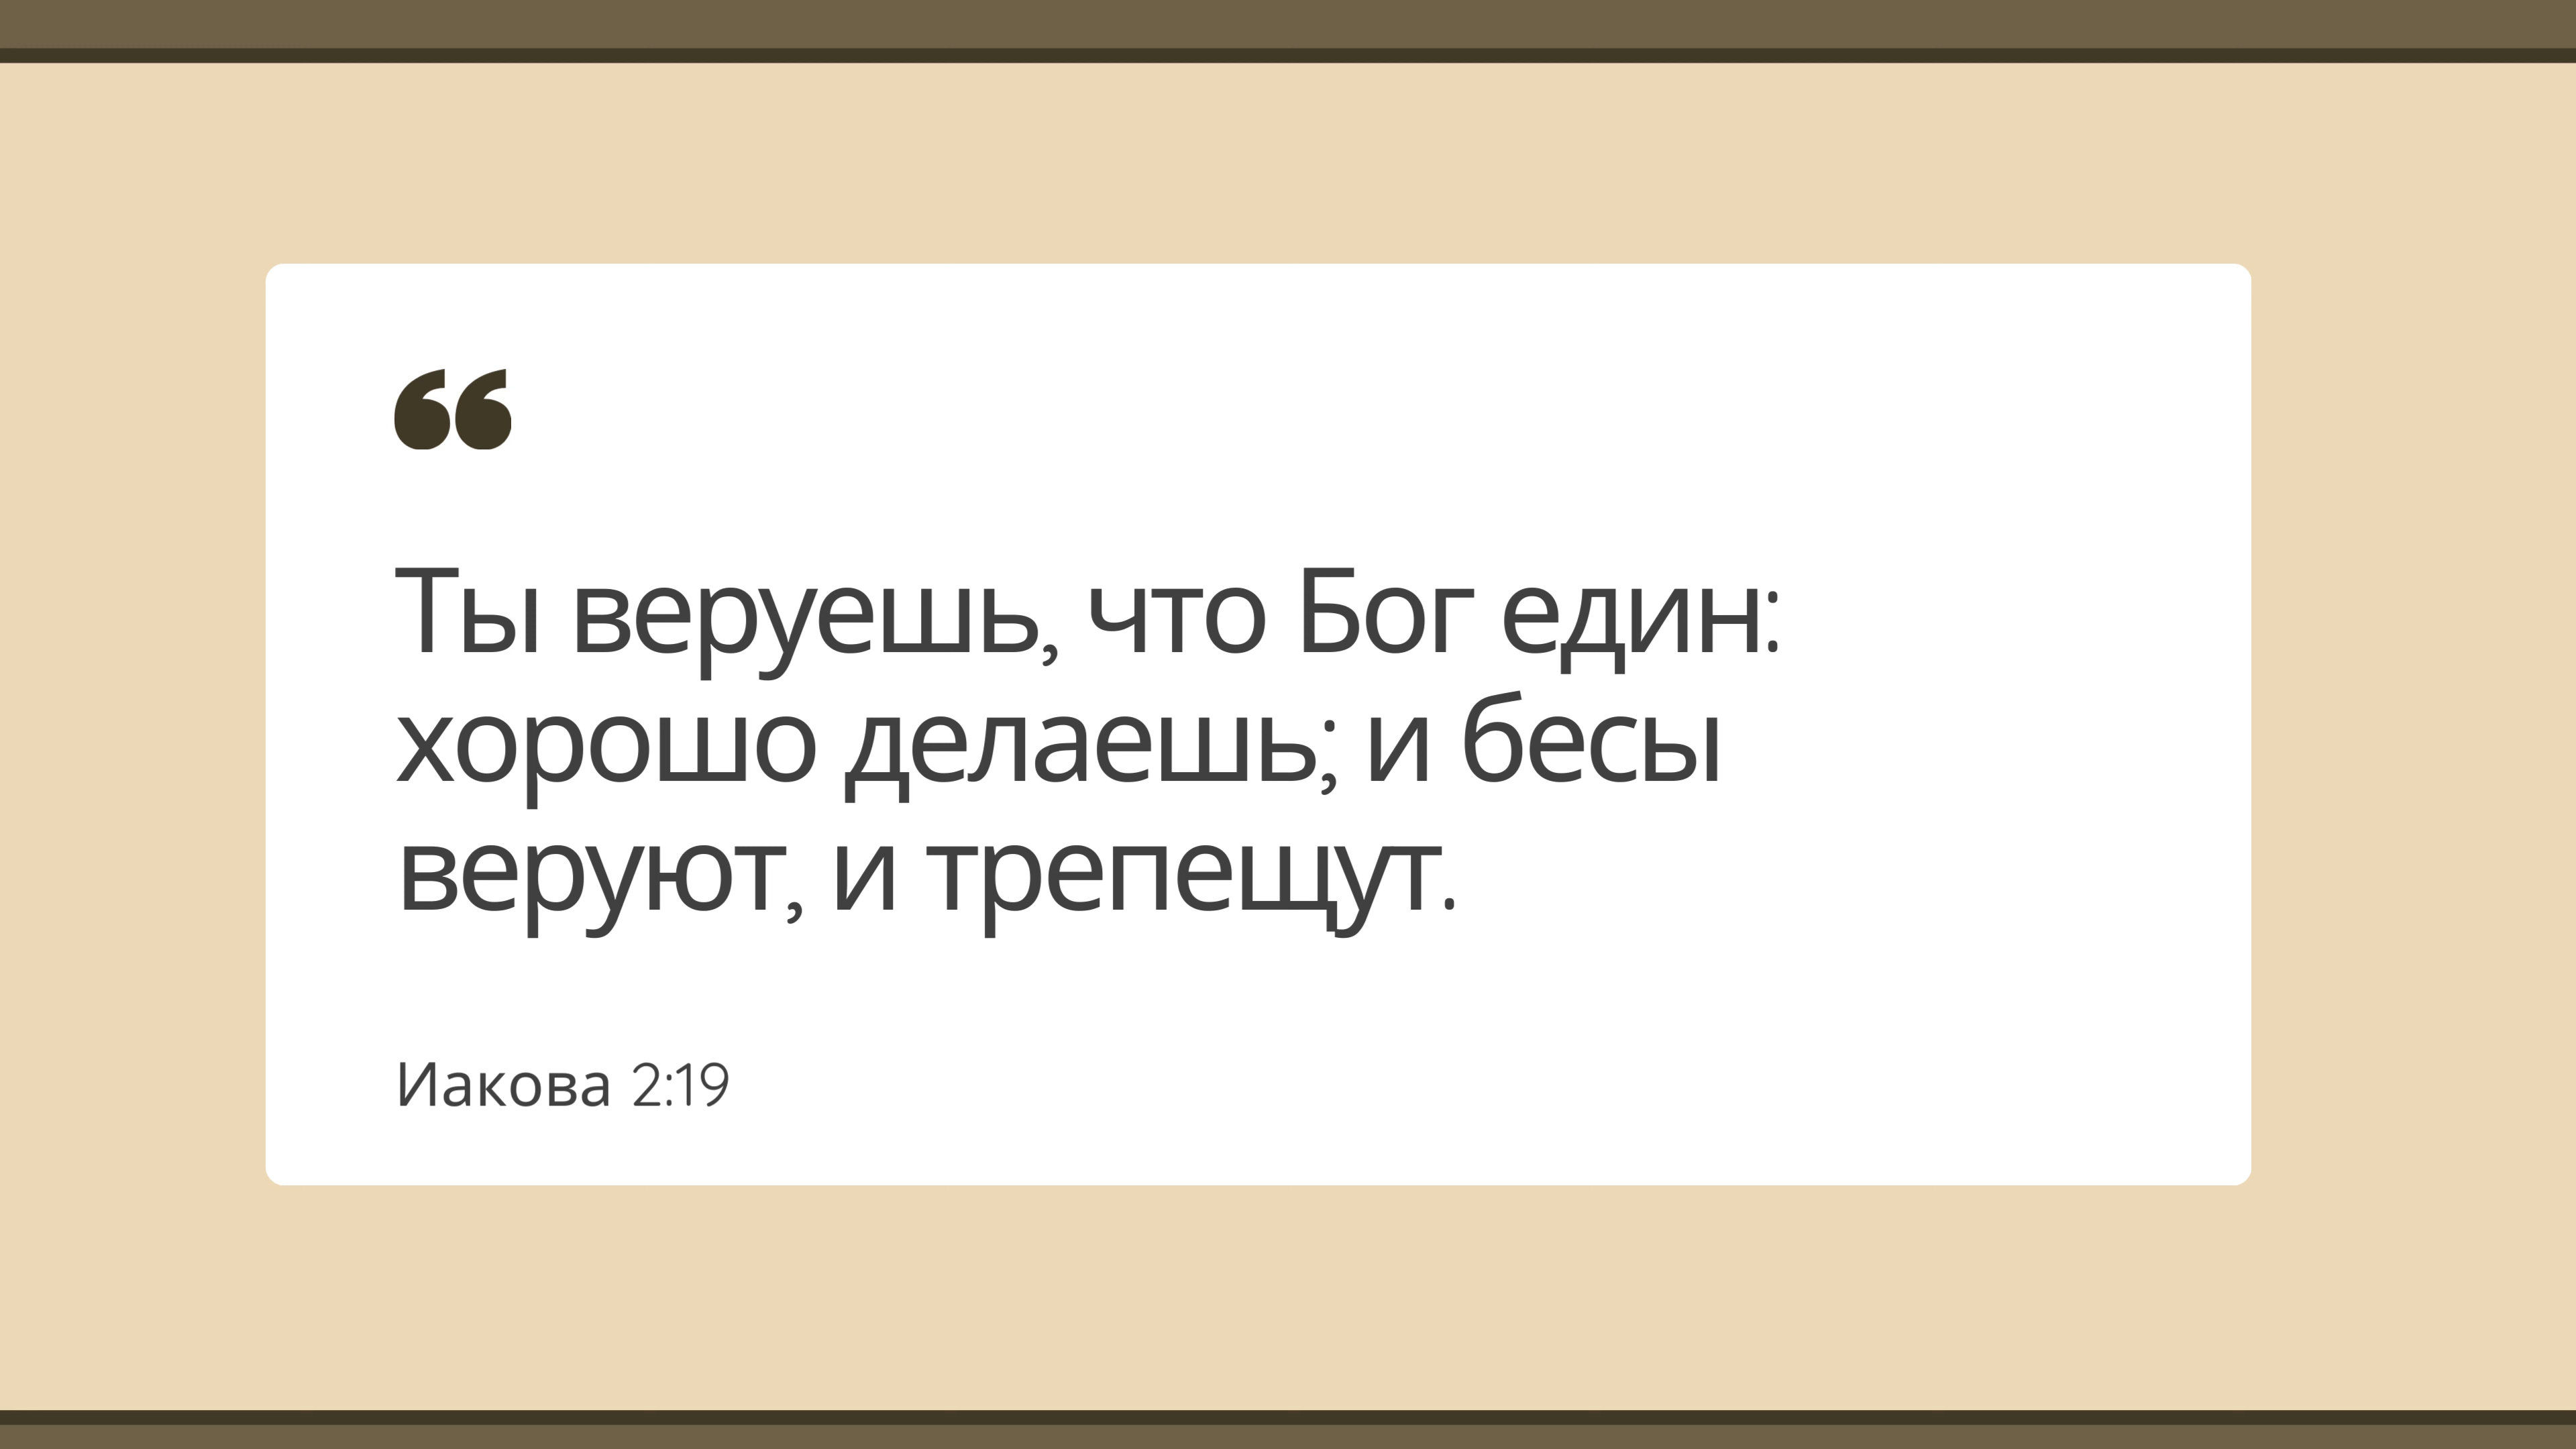 “
Ты веруешь, что Бог един:
хорошо делаешь; и бесы
веруют, и трепещут.
Иакова 2:19